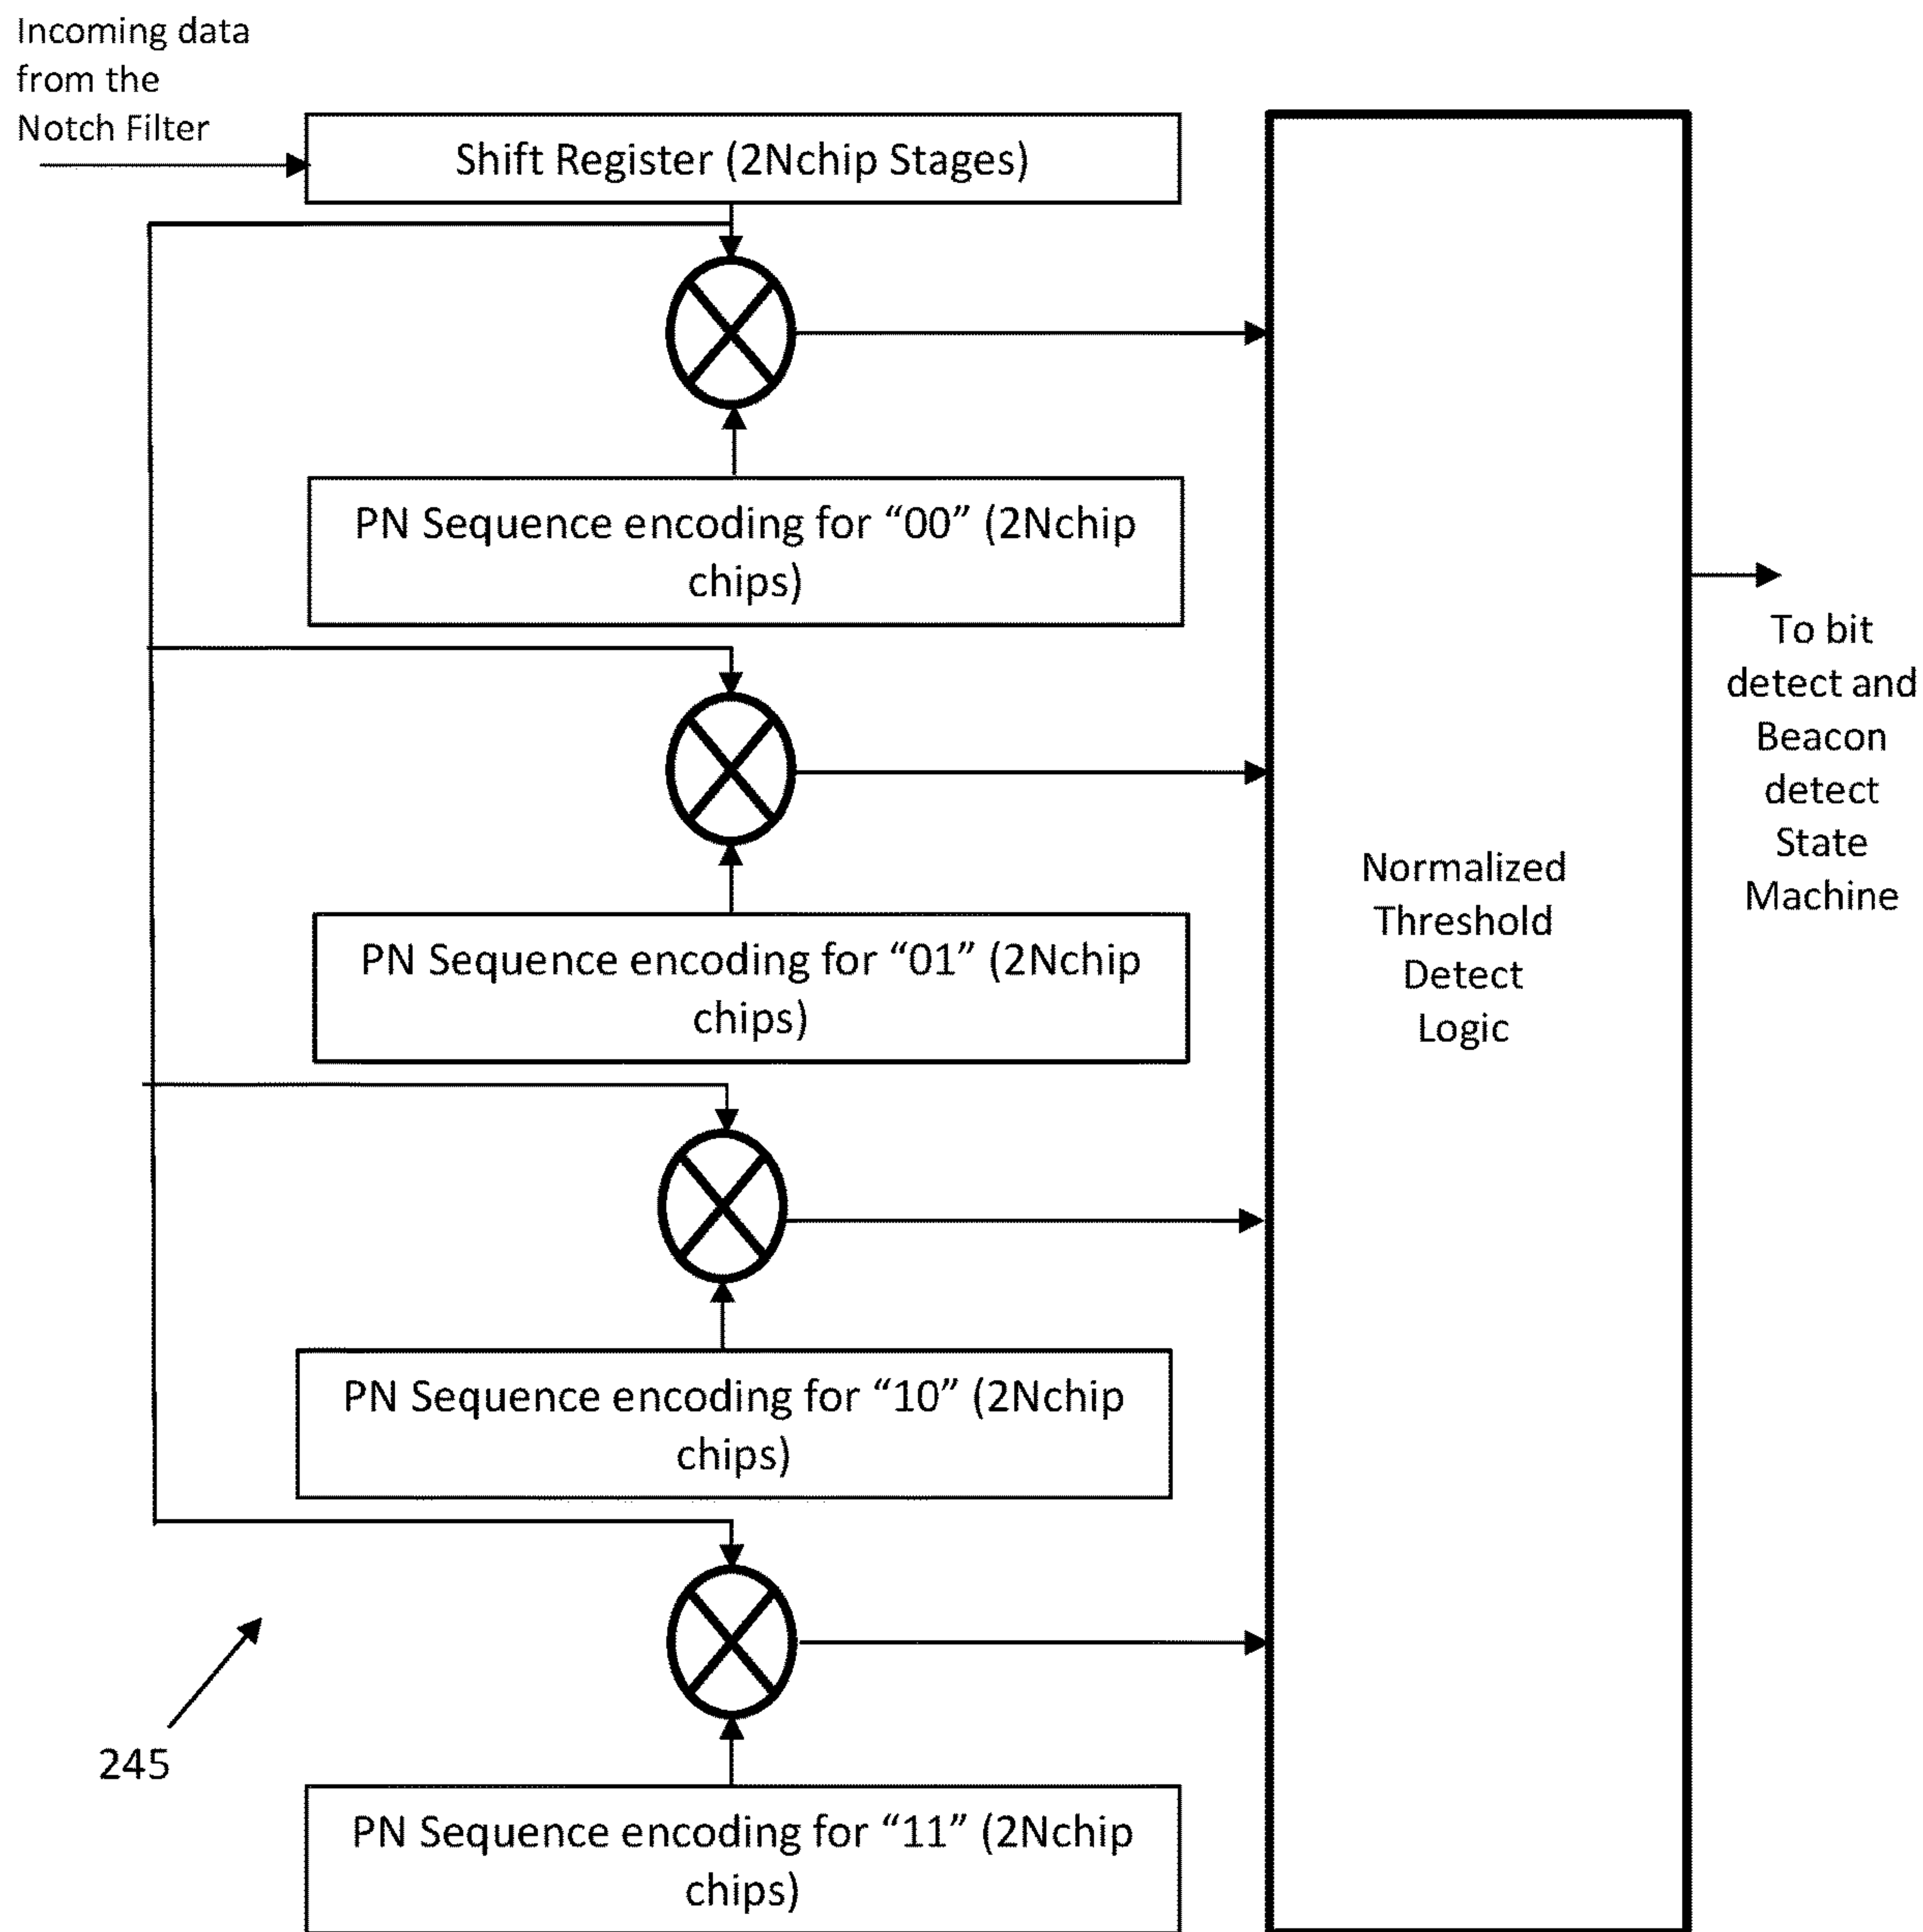 Incoming data
from the
Notch Filter
Shift Register (2Nchip Stages)
PN Sequence encoding for “00” (2Nchip
chips)
PN Sequence encoding for “01” (2Nchip
chips)
PN Sequence encoding for “10” (2Nchip
chips)
PN Sequence encoding for “11” (2Nchip
chips)
245
Normalized
Threshold
Detect
Logic
To bit
detect and
Beacon
detect
State
Machine